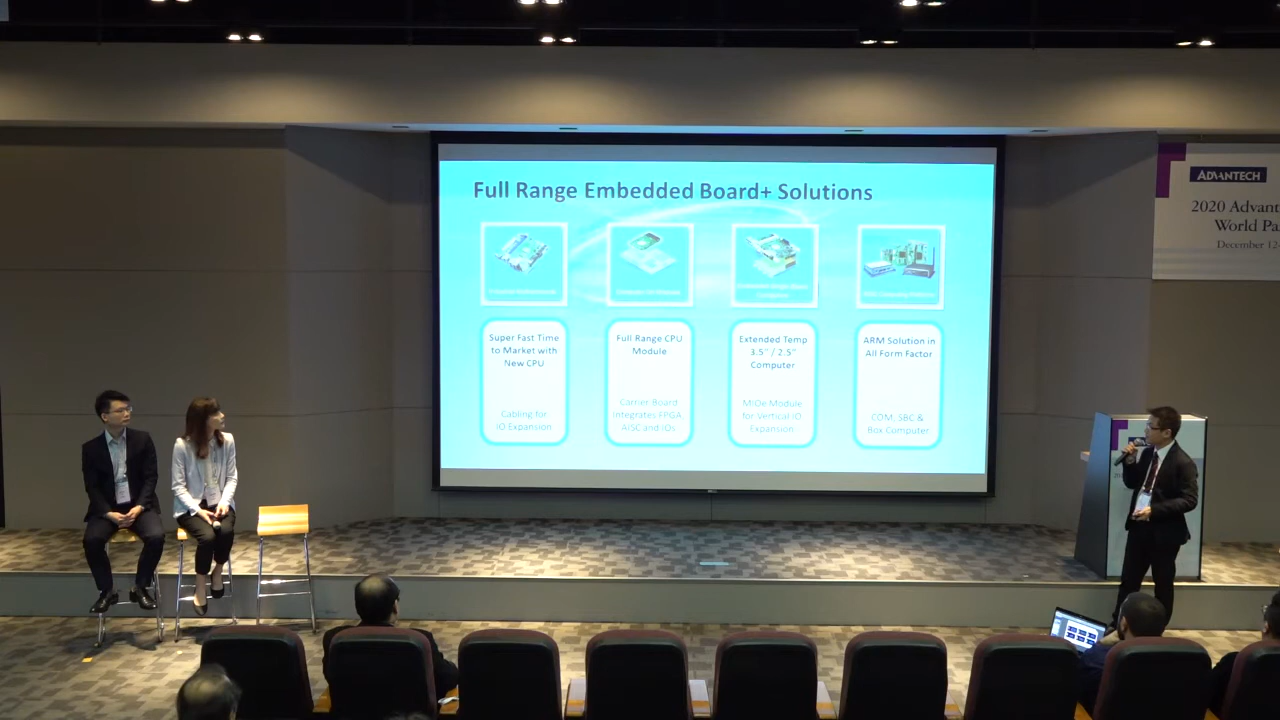 Full Range Embedded Board+ Solutions
Super Fast Time
to Market with
New CPU
Cabling for
IO Expansion
Full Range CPU
Module
Carrier Board
Integrates FPGA,
AISC and IOs
Extended Temp
3.5" / 2.5"
Computer
MIOe Module
for Vertical IO
Expansion
ARM Solution in
All Form Factor
COM, SBC &
Box Computer
ADVANTECH
2020 Advant
World Pa
December 12-